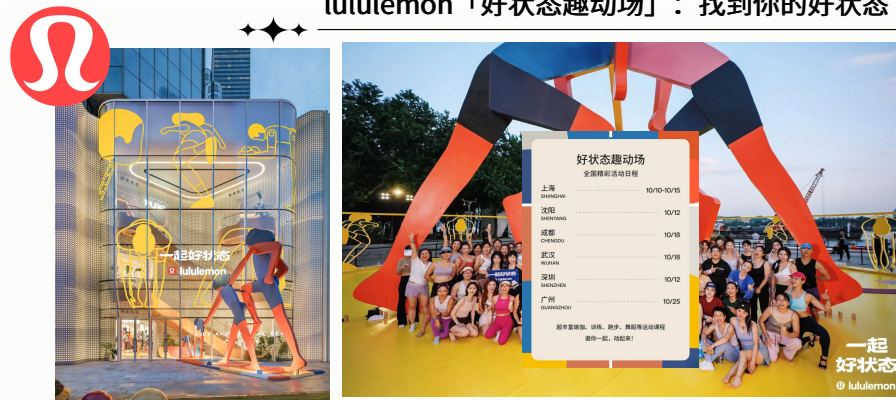 lululemon「好状态趣动场」：找到你的好状态
一起好状态
lululemon
好状态趣动场
全国精彩活动日程
上海 10/10-10/15
SHANGHAI
沈阳 10/12
SHENYANG
成都 10/18
CHENGDU
武汉 10/18
WUHAN
深圳 10/12
SHENZHEN
广州 10/25
GUANGZHOU
超丰富瑜伽、训练、跑步、舞蹈等运动课程
邀你一起，动起来！
一起
好状态
lululemon